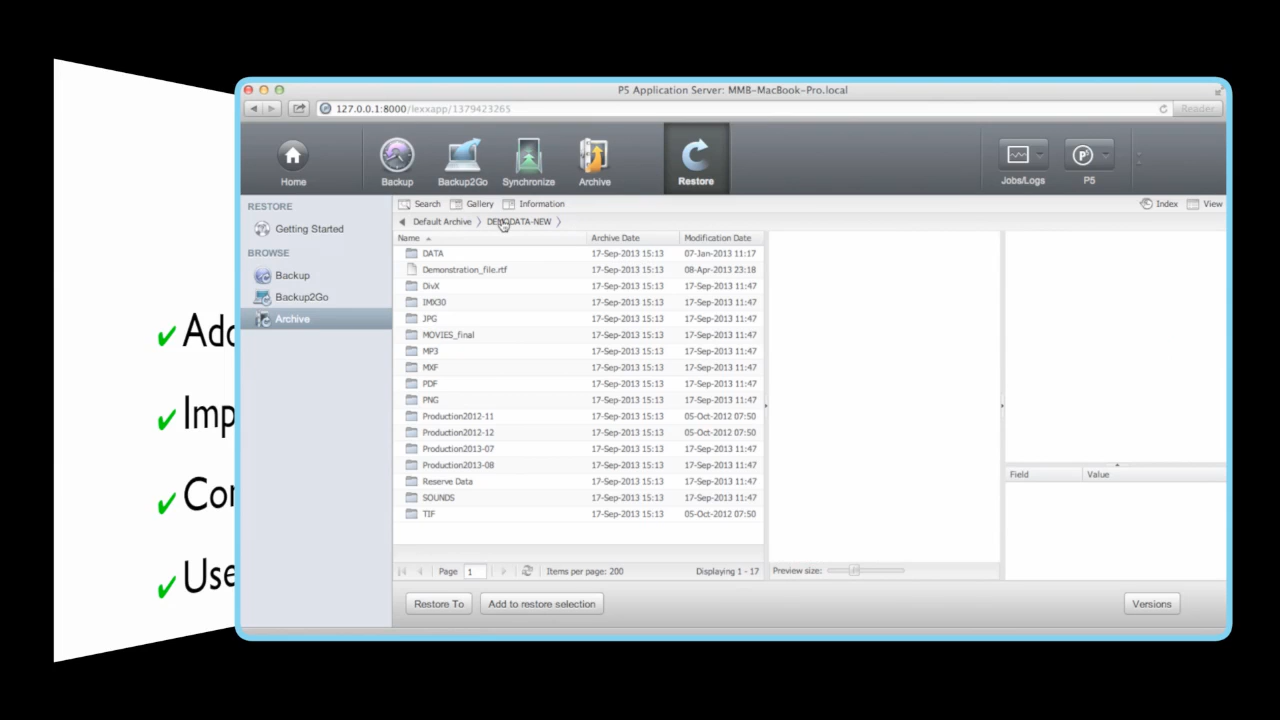 P5 Application Server: MMB-MacBook-Pro.local
127.0.0.1:8000/lexxapp/1379423265
Reader
Home
Backup
Backup2Go
Synchronize
Archive
Restore
Jobs/Logs
P5
RESTORE
Getting Started
BROWSE
Backup
Backup2Go
Archive
Search Gallery Information Index View
Default Archive DEMODATA-NEW
Name Archive Date Modification Date
DATA 17-Sep-2013 15:13 07-Jan-2013 11:17
Demonstration_file.rtf 17-Sep-2013 15:13 08-Apr-2013 23:18
DivX 17-Sep-2013 15:13 17-Sep-2013 11:47
IMX30 17-Sep-2013 15:13 17-Sep-2013 11:47
JPG 17-Sep-2013 15:13 17-Sep-2013 11:47
MOVIES_final 17-Sep-2013 15:13 17-Sep-2013 11:47
MP3 17-Sep-2013 15:13 17-Sep-2013 11:47
MXF 17-Sep-2013 15:13 17-Sep-2013 11:47
PDF 17-Sep-2013 15:13 17-Sep-2013 11:47
PNG 17-Sep-2013 15:13 17-Sep-2013 11:47
Production2012-11 17-Sep-2013 15:13 05-Oct-2012 07:50
Production2012-12 17-Sep-2013 15:13 05-Oct-2012 07:50
Production2013-07 17-Sep-2013 15:13 17-Sep-2013 11:47
Production2013-08 17-Sep-2013 15:13 17-Sep-2013 11:47
Reserve Data 17-Sep-2013 15:13 17-Sep-2013 11:47
SOUNDS 17-Sep-2013 15:13 17-Sep-2013 11:47
TIF 17-Sep-2013 15:13 05-Oct-2012 07:50
Field Value
Page 1 Items per page: 200 Displaying 1 - 17 Preview size:
Restore To Add to restore selection Versions
Imp
Use